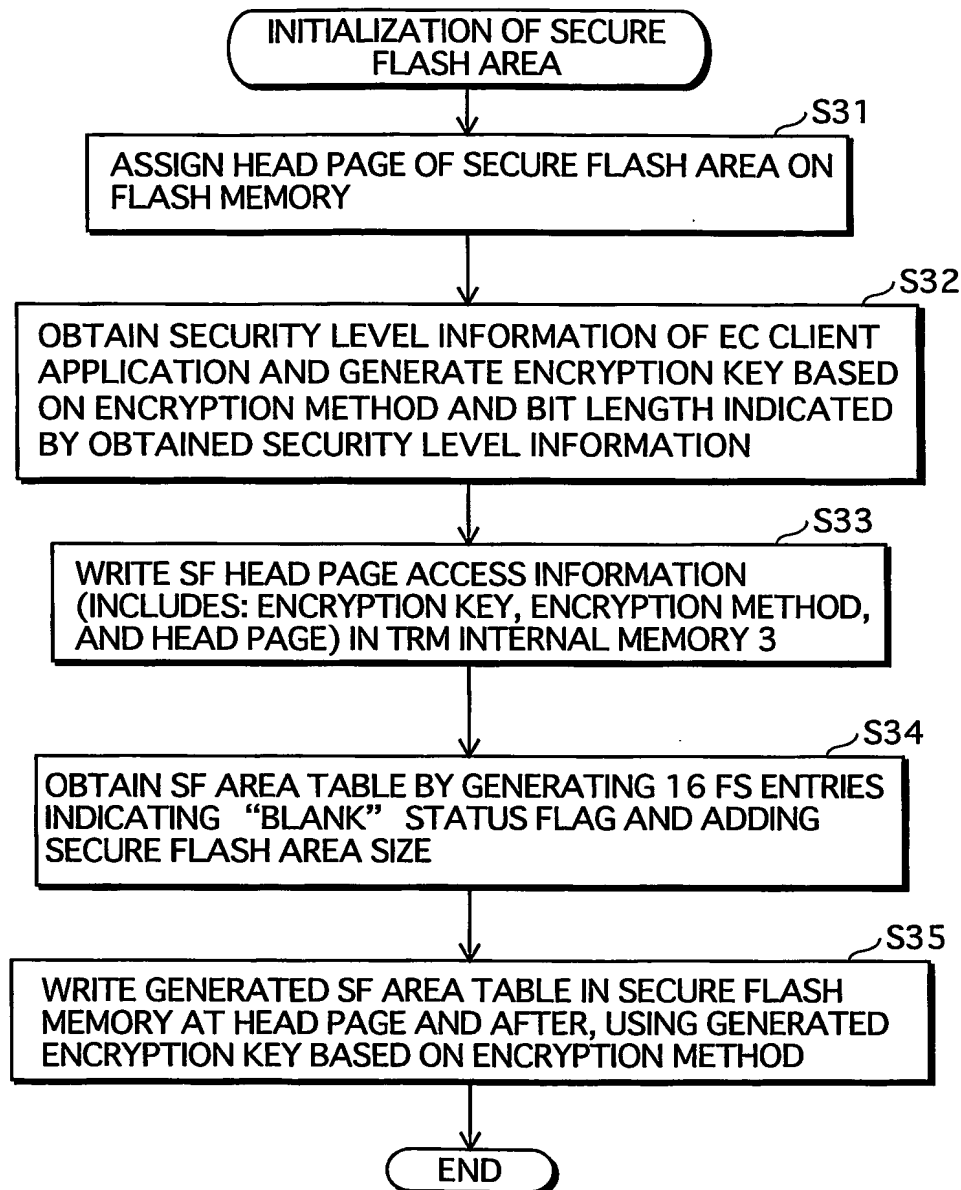 INITIALIZATION OF SECURE
FLASH AREA
S31
ASSIGN HEAD PAGE OF SECURE FLASH AREA ON
FLASH MEMORY
S32
OBTAIN SECURITY LEVEL INFORMATION OF EC CLIENT
APPLICATION AND GENERATE ENCRYPTION KEY BASED
ON ENCRYPTION METHOD AND BIT LENGTH INDICATED
BY OBTAINED SECURITY LEVEL INFORMATION
S33
WRITE SF HEAD PAGE ACCESS INFORMATION
(INCLUDES: ENCRYPTION KEY, ENCRYPTION METHOD,
AND HEAD PAGE) IN TRM INTERNAL MEMORY 3
S34
OBTAIN SF AREA TABLE BY GENERATING 16 FS ENTRIES
INDICATING “BLANK” STATUS FLAG AND ADDING
SECURE FLASH AREA SIZE
S35
WRITE GENERATED SF AREA TABLE IN SECURE FLASH
MEMORY AT HEAD PAGE AND AFTER, USING GENERATED
ENCRYPTION KEY BASED ON ENCRYPTION METHOD
END